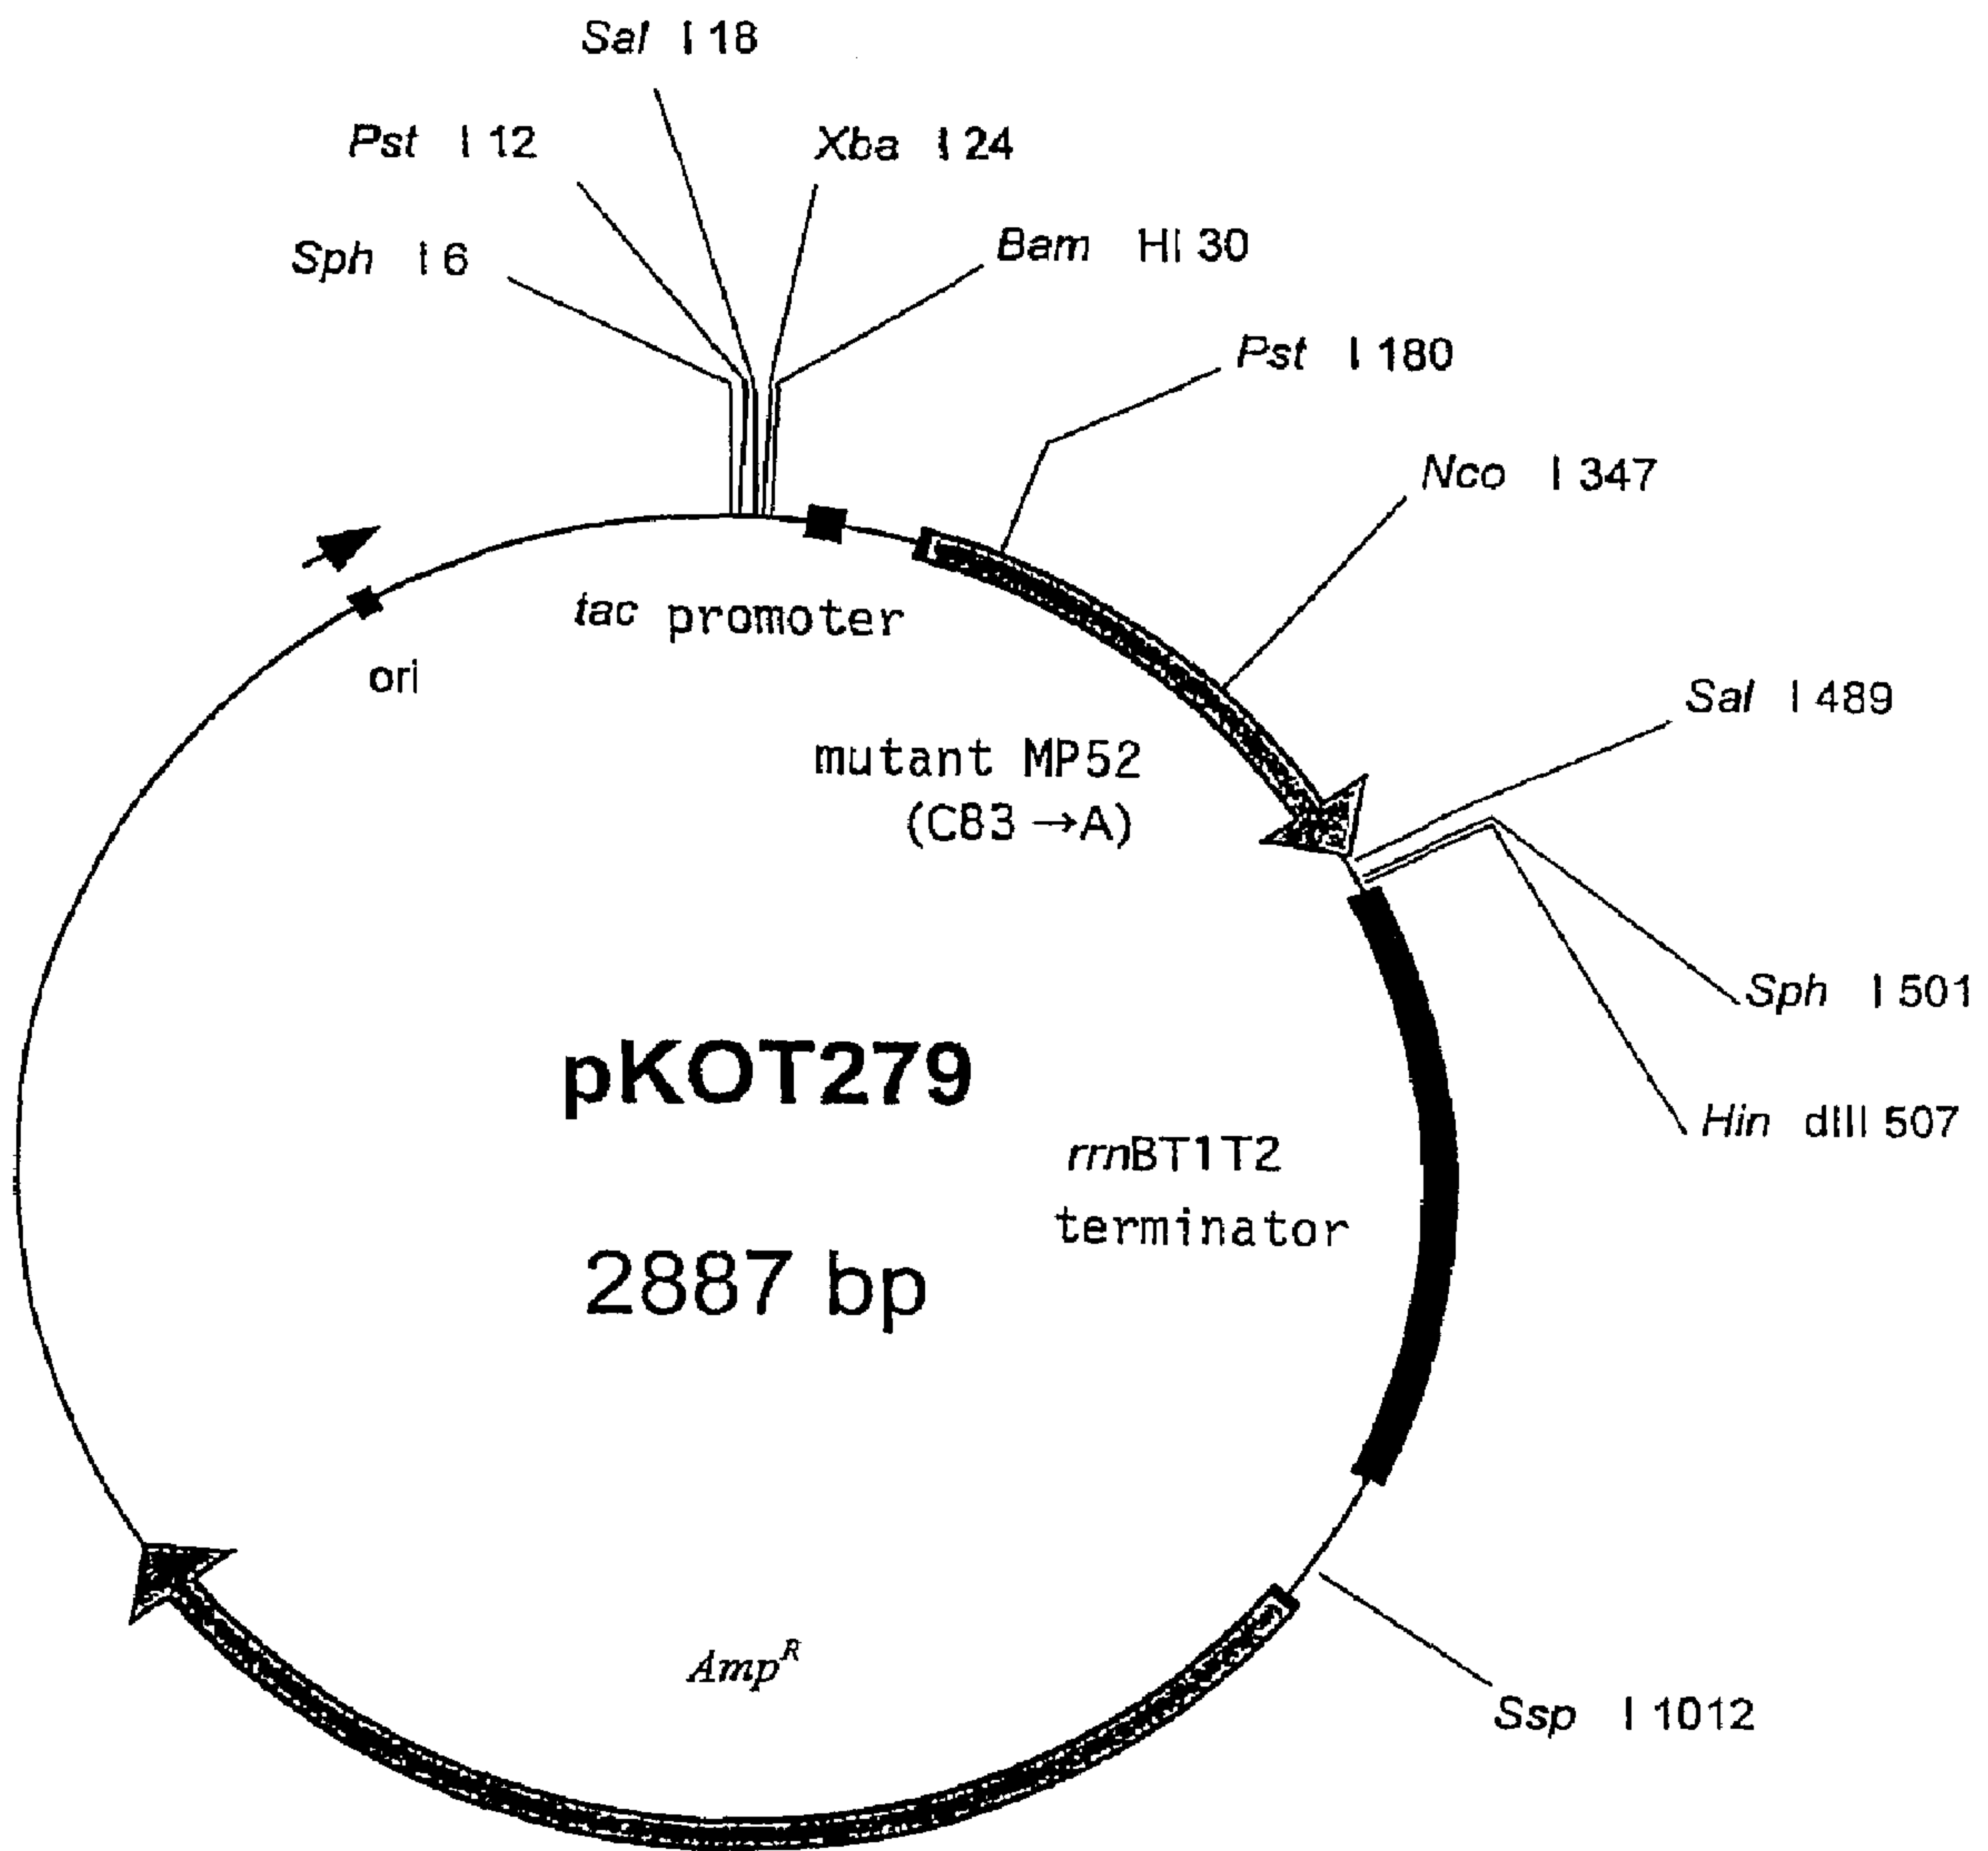 Sal I 18
Pst I 12
Xba I 24
Sph I 6
Bam HI 30
Pst I 180
Nco I 347
tac promoter
ori
Sal I 489
mutant MP52
(C83 →A)
Sph I 501
pKOT279
Hin dIII 507
rrnBT1T2
terminator
2887 bp
Amp^R
Ssp I 1012